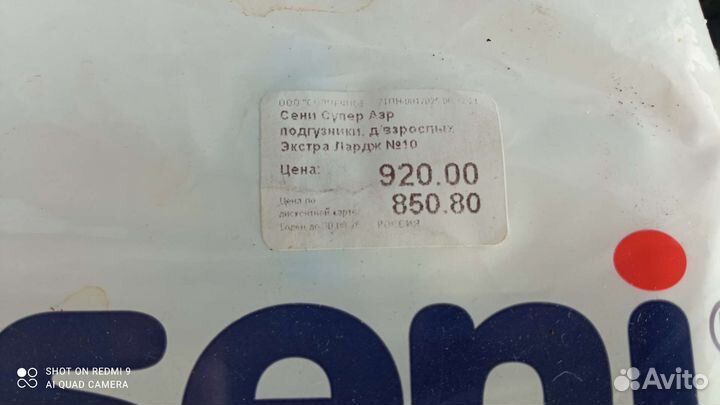 ООО
Сени Супер Аэр
подгузники. д/взрослых
Экстра Лардж №10
Цена: 920.00
Цена по
дисконтной карте: 850.80
РОССИЯ
seni
SHOT ON REDMI 9
AI QUAD CAMERA
Avito